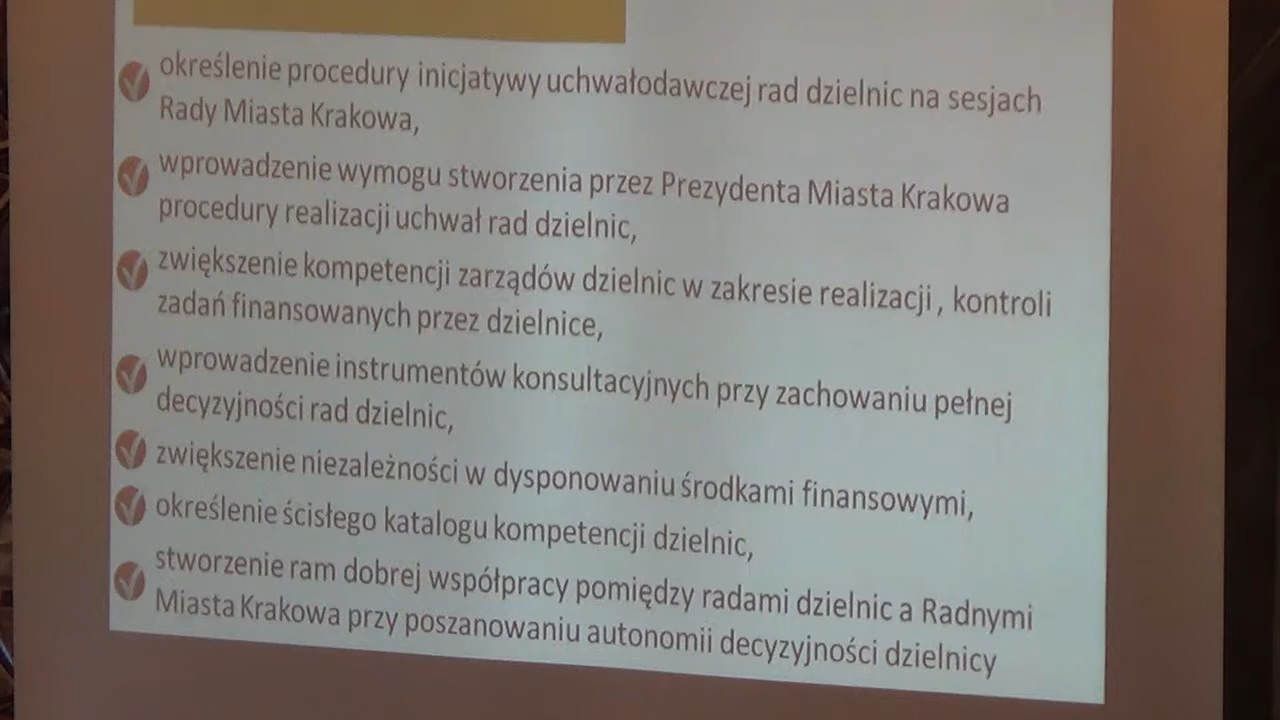 określenie procedury inicjatywy uchwałodawczej rad dzielnic na sesjach
Rady Miasta Krakowa,
wprowadzenie wymogu stworzenia przez Prezydenta Miasta Krakowa
procedury realizacji uchwał rad dzielnic,
zwiększenie kompetencji zarządów dzielnic w zakresie realizacji , kontroli
zadań finansowanych przez dzielnice,
wprowadzenie instrumentów konsultacyjnych przy zachowaniu pełnej
decyzyjności rad dzielnic,
zwiększenie niezależności w dysponowaniu środkami finansowymi,
określenie ścisłego katalogu kompetencji dzielnic,
stworzenie ram dobrej współpracy pomiędzy radami dzielnic a Radnymi
Miasta Krakowa przy poszanowaniu autonomii decyzyjności dzielnicy